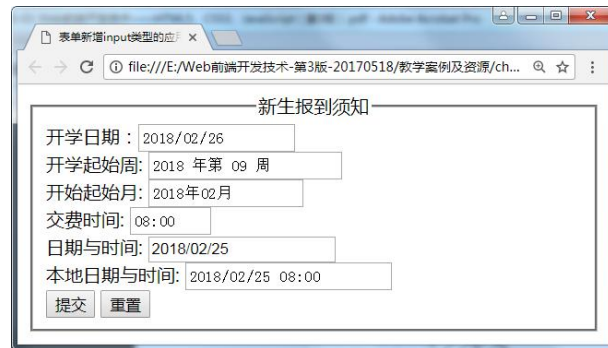 表单新增input类型的应
file:///E:/Web前端开发技术-第3版-20170518/教学案例及资源/ch...
新生报到须知
开学日期：2018/02/26
开学起始周: 2018 年第 09 周
开始起始月: 2018年02月
交费时间: 08:00
日期与时间: 2018/02/25
本地日期与时间: 2018/02/25 08:00
提交 重置